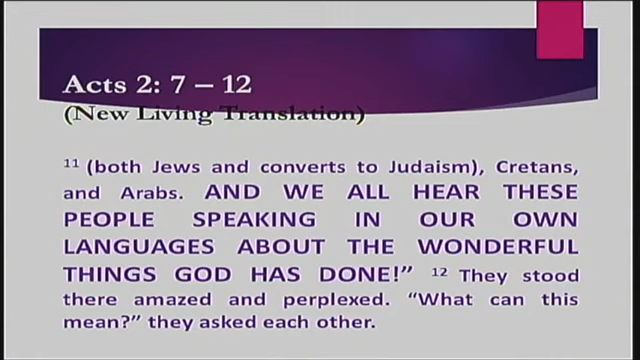 Acts 2: 7 – 12
(New Living Translation)
11 (both Jews and converts to Judaism), Cretans,
and Arabs. AND WE ALL HEAR THESE
PEOPLE SPEAKING IN OUR OWN
LANGUAGES ABOUT THE WONDERFUL
THINGS GOD HAS DONE!” 12 They stood
there amazed and perplexed. “What can this
mean?” they asked each other.